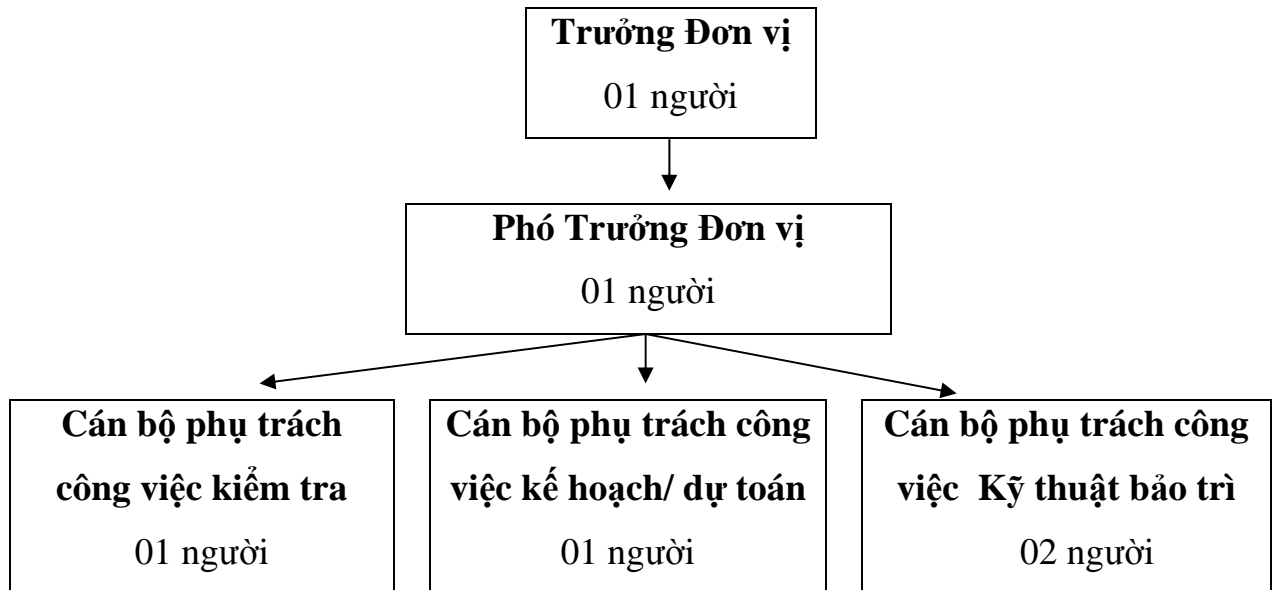 Trưởng Đơn vị
01 người
Phó Trưởng Đơn vị
01 người
Cán bộ phụ trách
công việc kiểm tra
01 người
Cán bộ phụ trách công
việc kế hoạch/ dự toán
01 người
Cán bộ phụ trách công
việc Kỹ thuật bảo trì
02 người